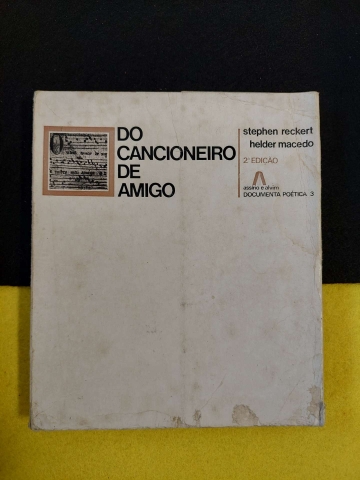 DO
CANCIONEIRO
DE
AMIGO
stephen reckert
helder macedo
2ª EDIÇÃO
assírio e alvim
DOCUMENTA POÉTICA 3